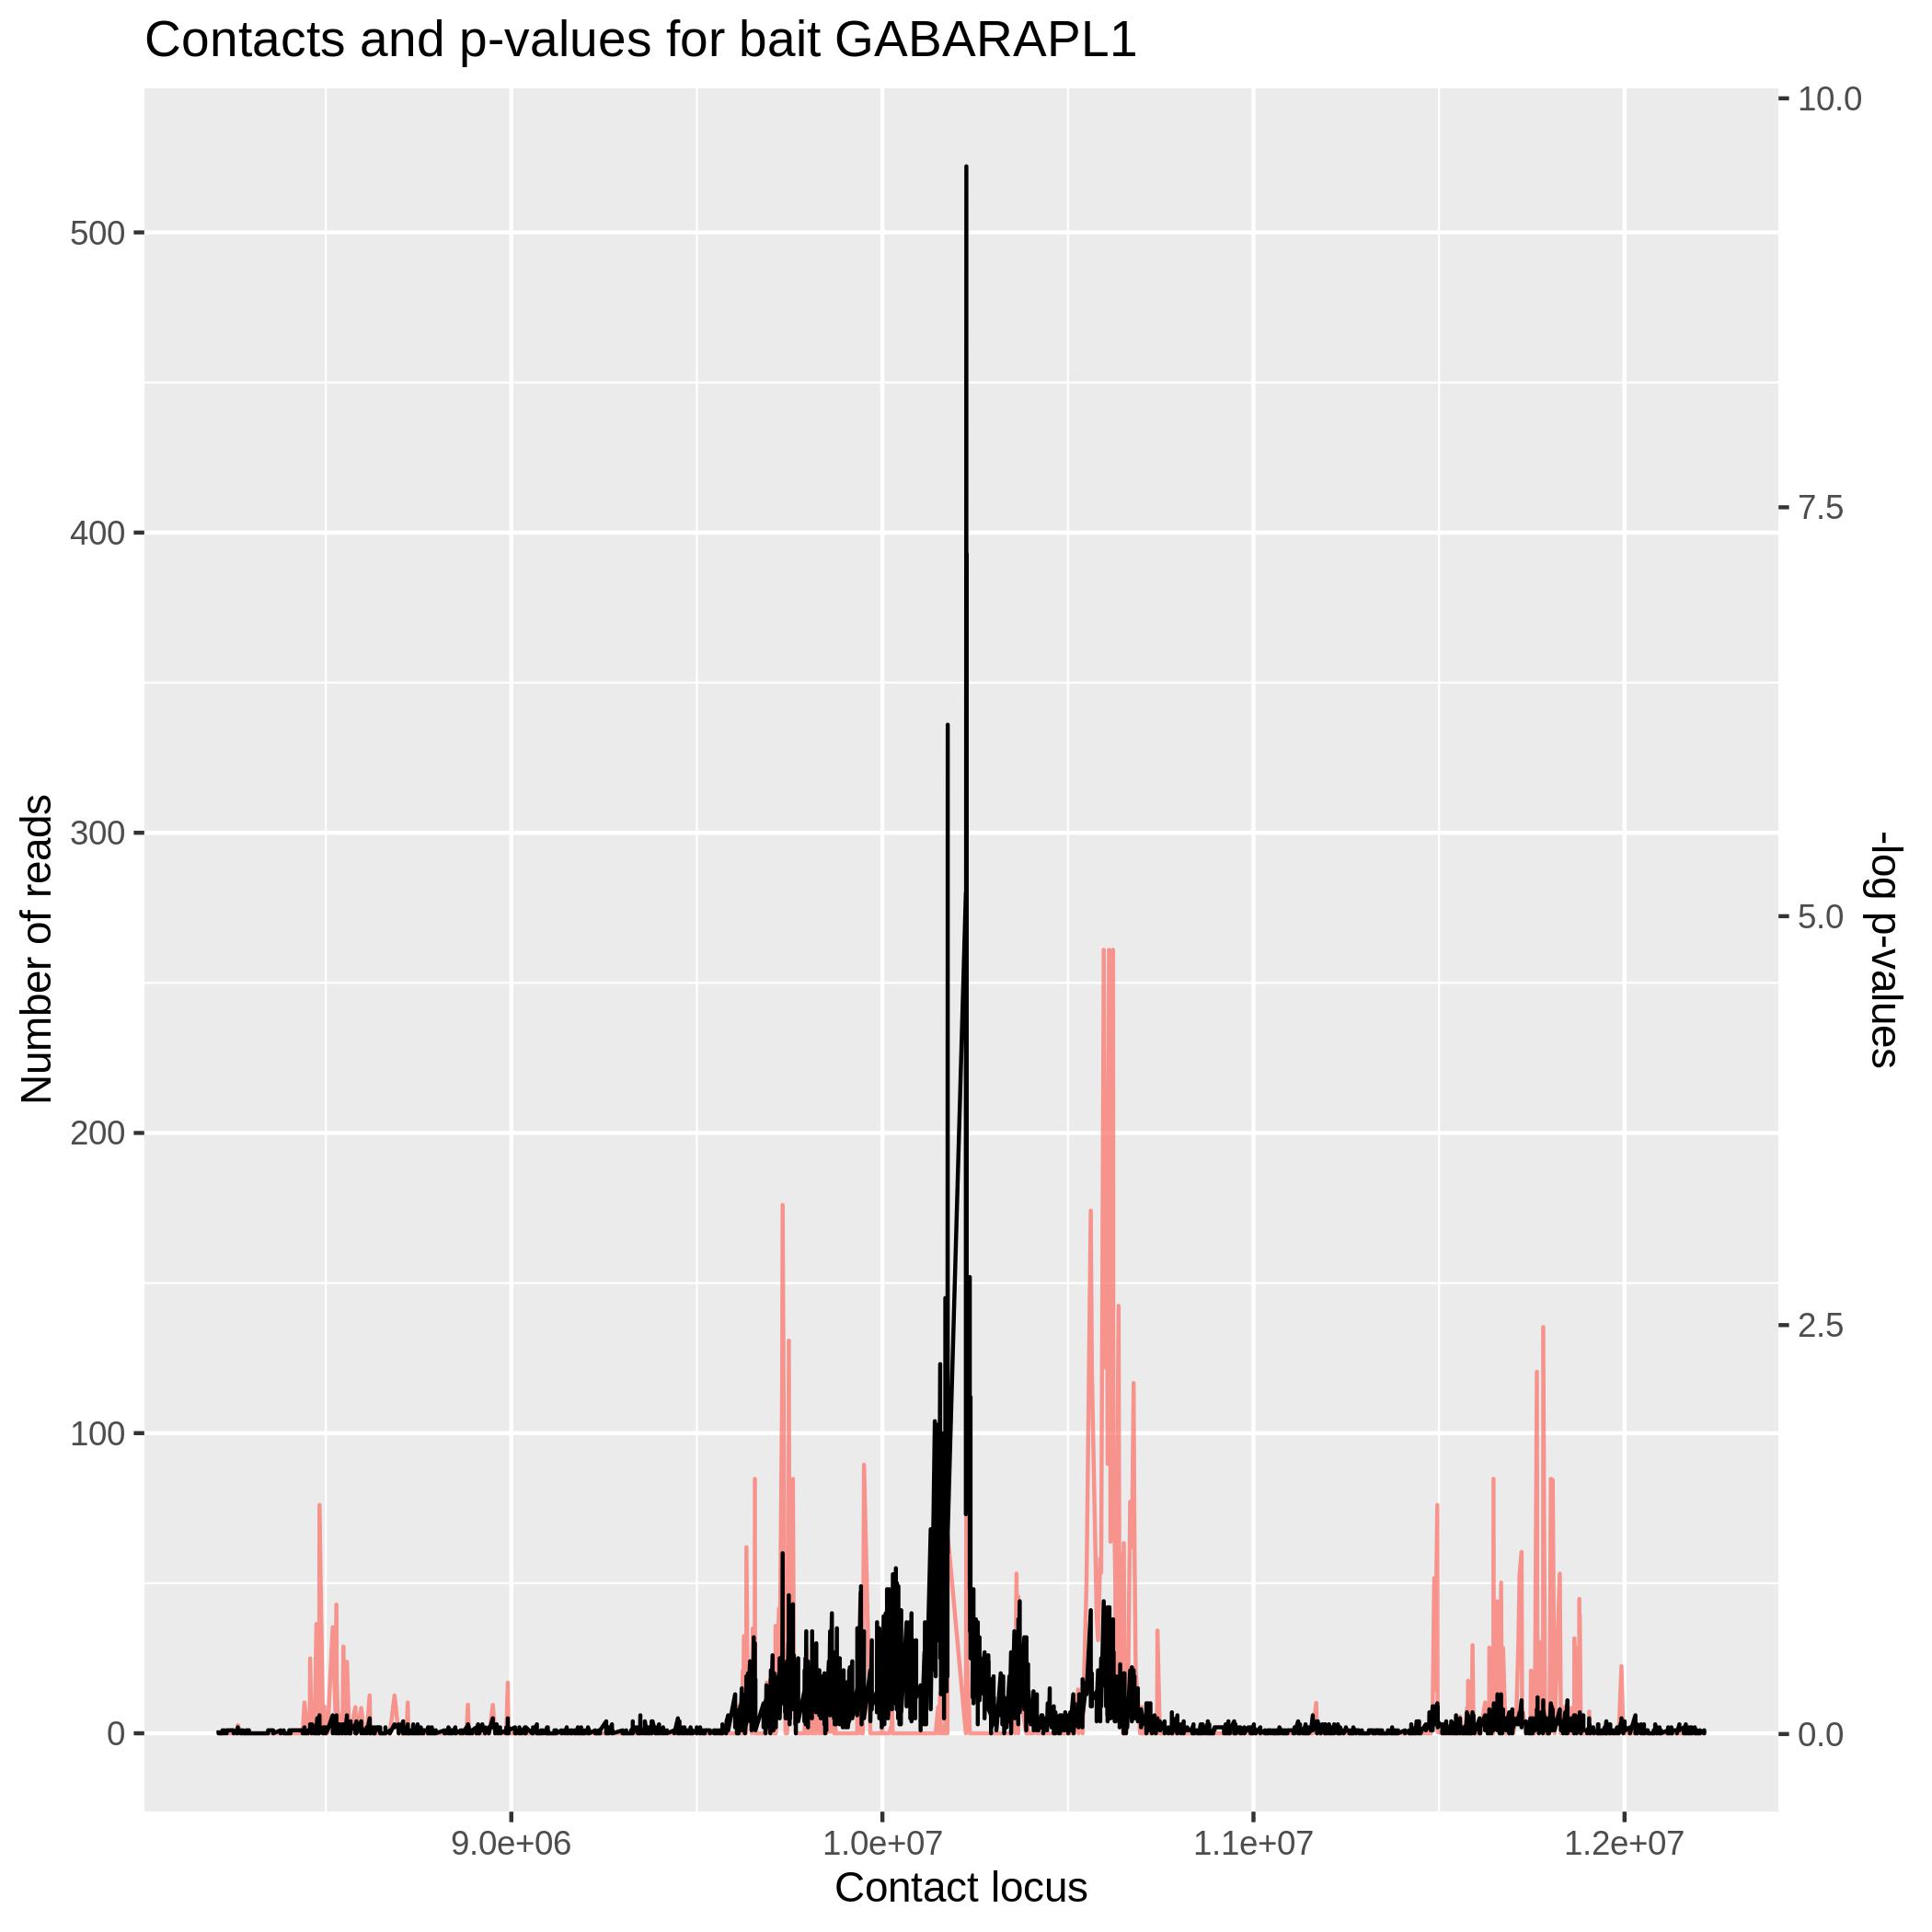 Contacts and p-values for bait GABARAPL1
Number of reads
500
400
300
200
100
0
10.0
7.5
5.0
2.5
0.0
-log p-values
9.0e+06
1.0e+07
1.1e+07
1.2e+07
Contact locus